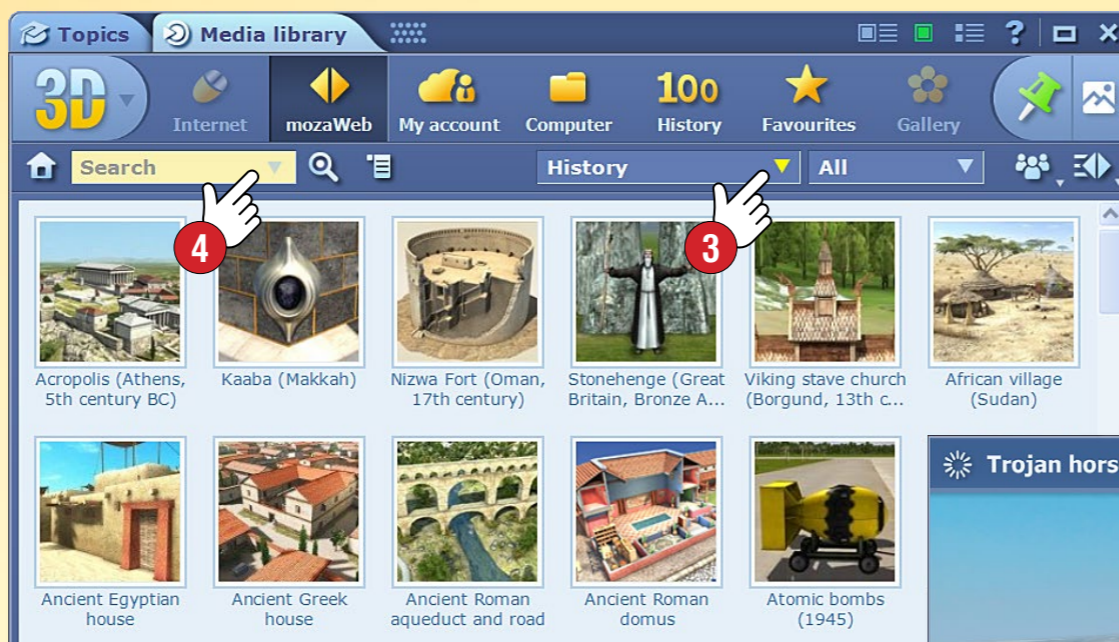 Topics Media library
3D Internet mozaWeb My account Computer 100 History Favourites Gallery
Search History All
4 3
Acropolis (Athens,
5th century BC)
Kaaba (Makkah)
Nizwa Fort (Oman,
17th century)
Stonehenge (Great
Britain, Bronze A...
Viking stave church
(Borgund, 13th c...
African village
(Sudan)
Trojan hors
Ancient Egyptian
house
Ancient Greek
house
Ancient Roman
aqueduct and road
Ancient Roman
domus
Atomic bombs
(1945)